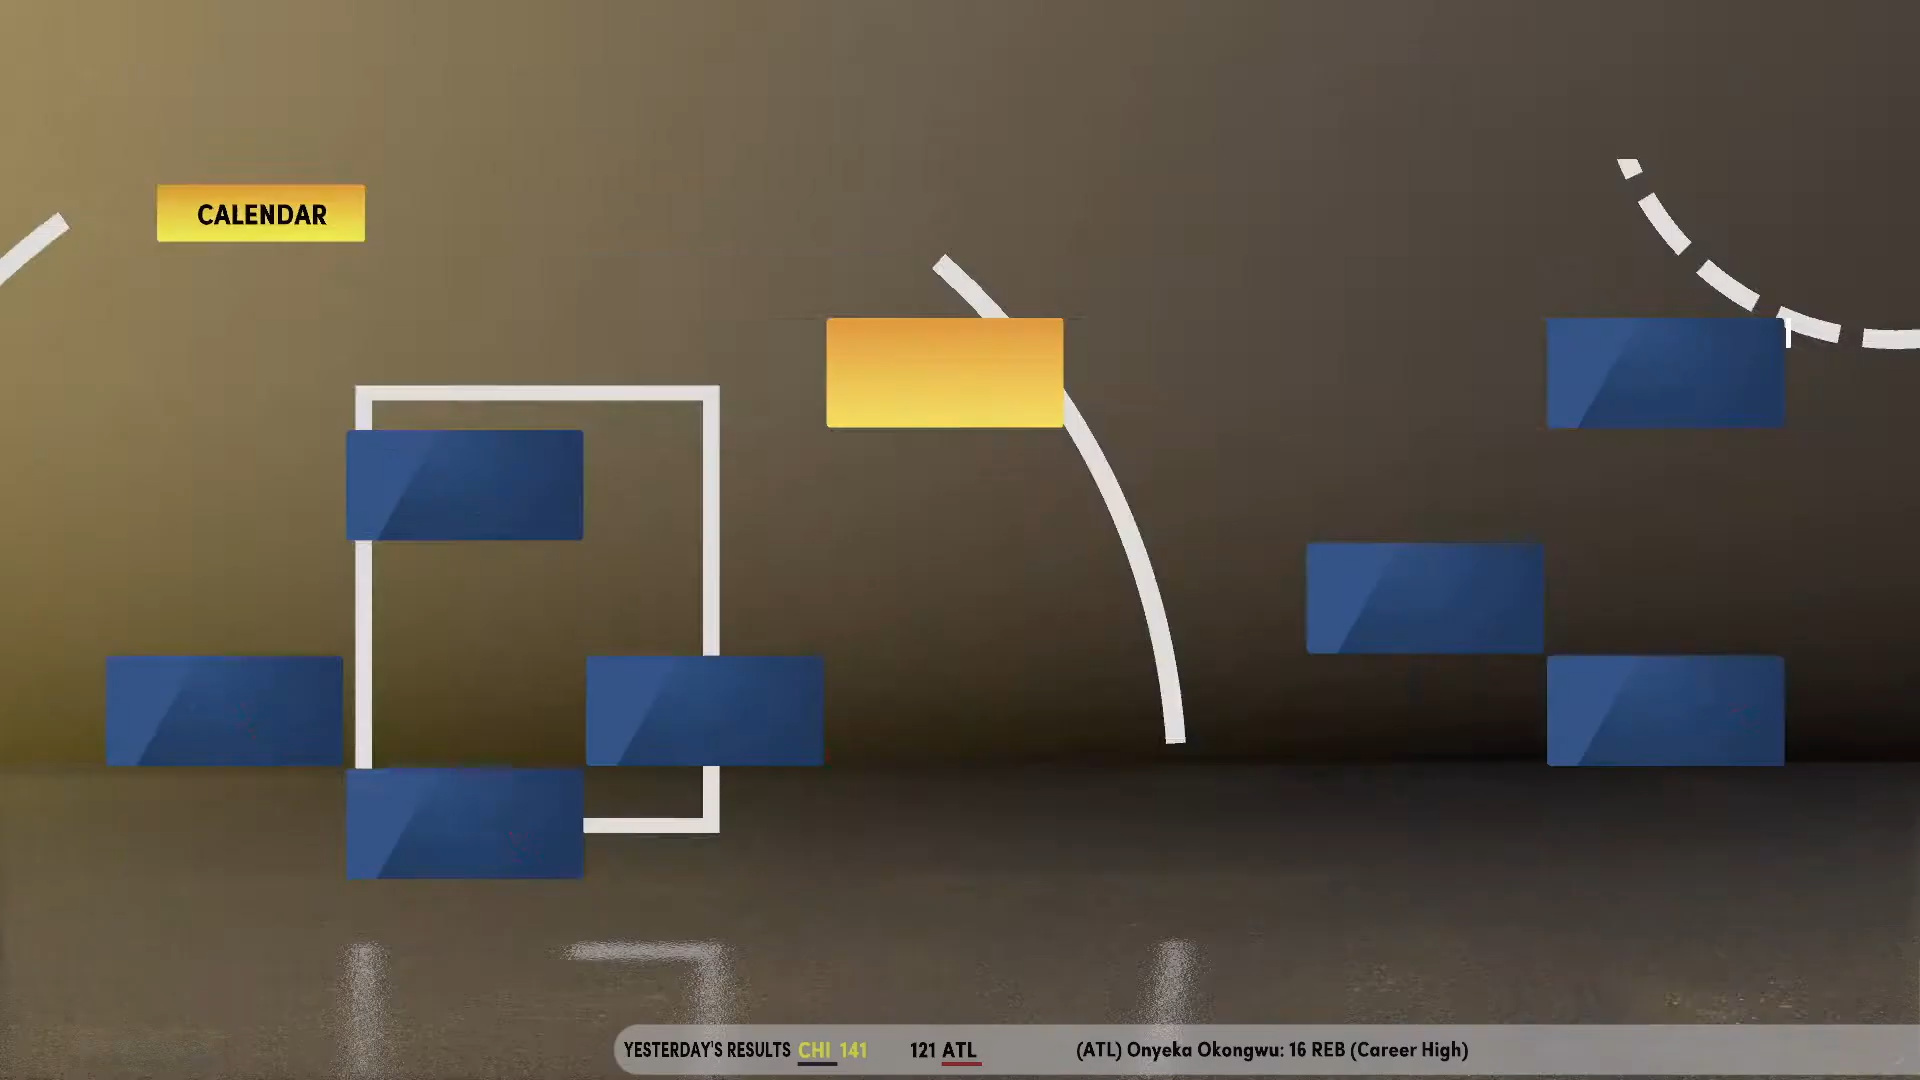 CALENDAR
YESTERDAY'S RESULTS CHI 141 121 ATL (ATL) Onyeka Okongwu: 16 REB (Career High)